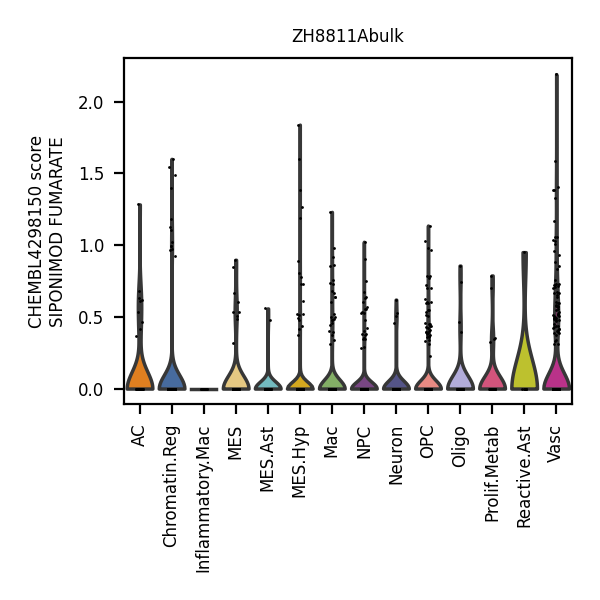 ZH8811Abulk
CHEMBL4298150 score
SIPONIMOD FUMARATE
2.0
1.5
1.0
0.5
0.0
AC
Chromatin.Reg
Inflammatory.Mac
MES
MES.Ast
MES.Hyp
Mac
NPC
Neuron
OPC
Oligo
Prolif.Metab
Reactive.Ast
Vasc